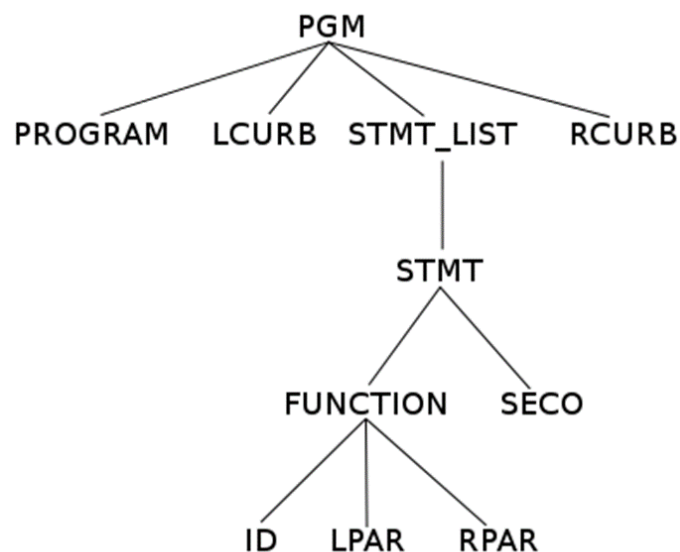 PGM
PROGRAM LCURB STMT_LIST RCURB
STMT
FUNCTION SECO
ID LPAR RPAR